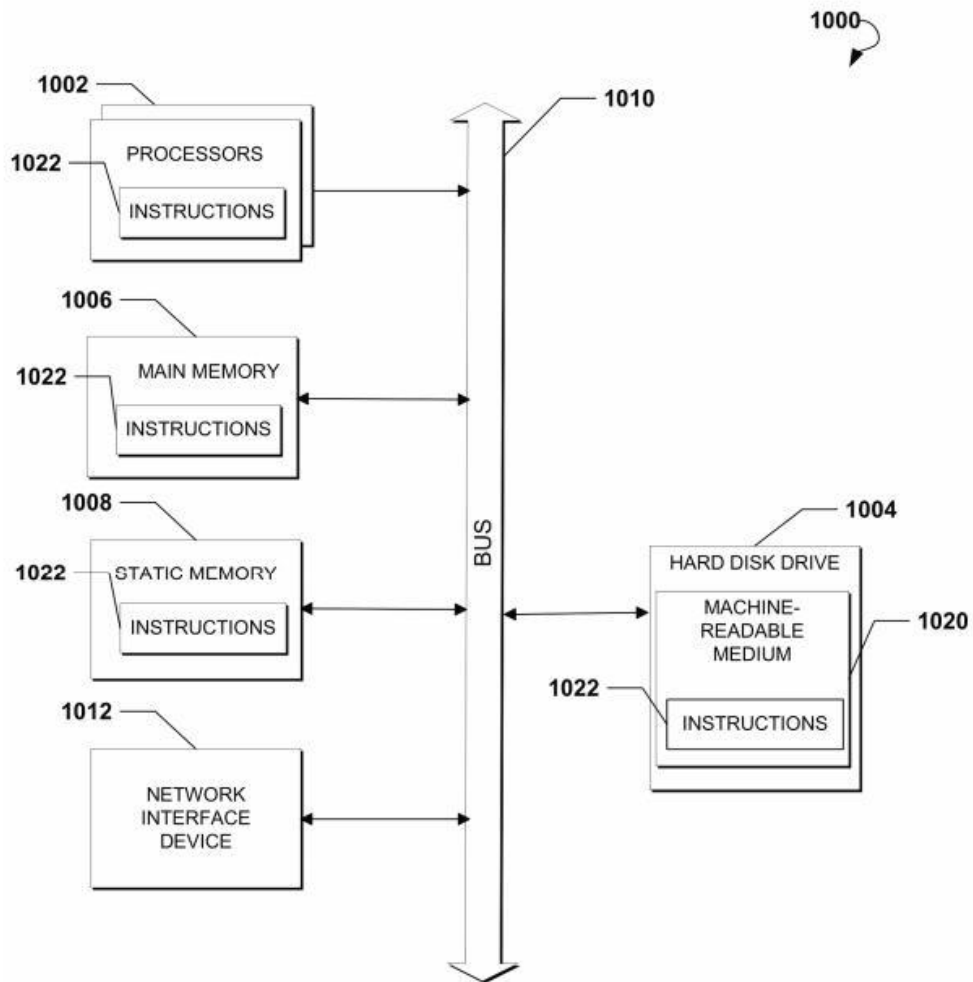 1000
1002
1010
PROCESSORS
1022
INSTRUCTIONS
1006
MAIN MEMORY
1022
INSTRUCTIONS
1008
1004
BUS
HARD DISK DRIVE
STATIC MEMORY
1022
INSTRUCTIONS
MACHINE-
READABLE
MEDIUM
1020
1022
INSTRUCTIONS
1012
NETWORK
INTERFACE
DEVICE